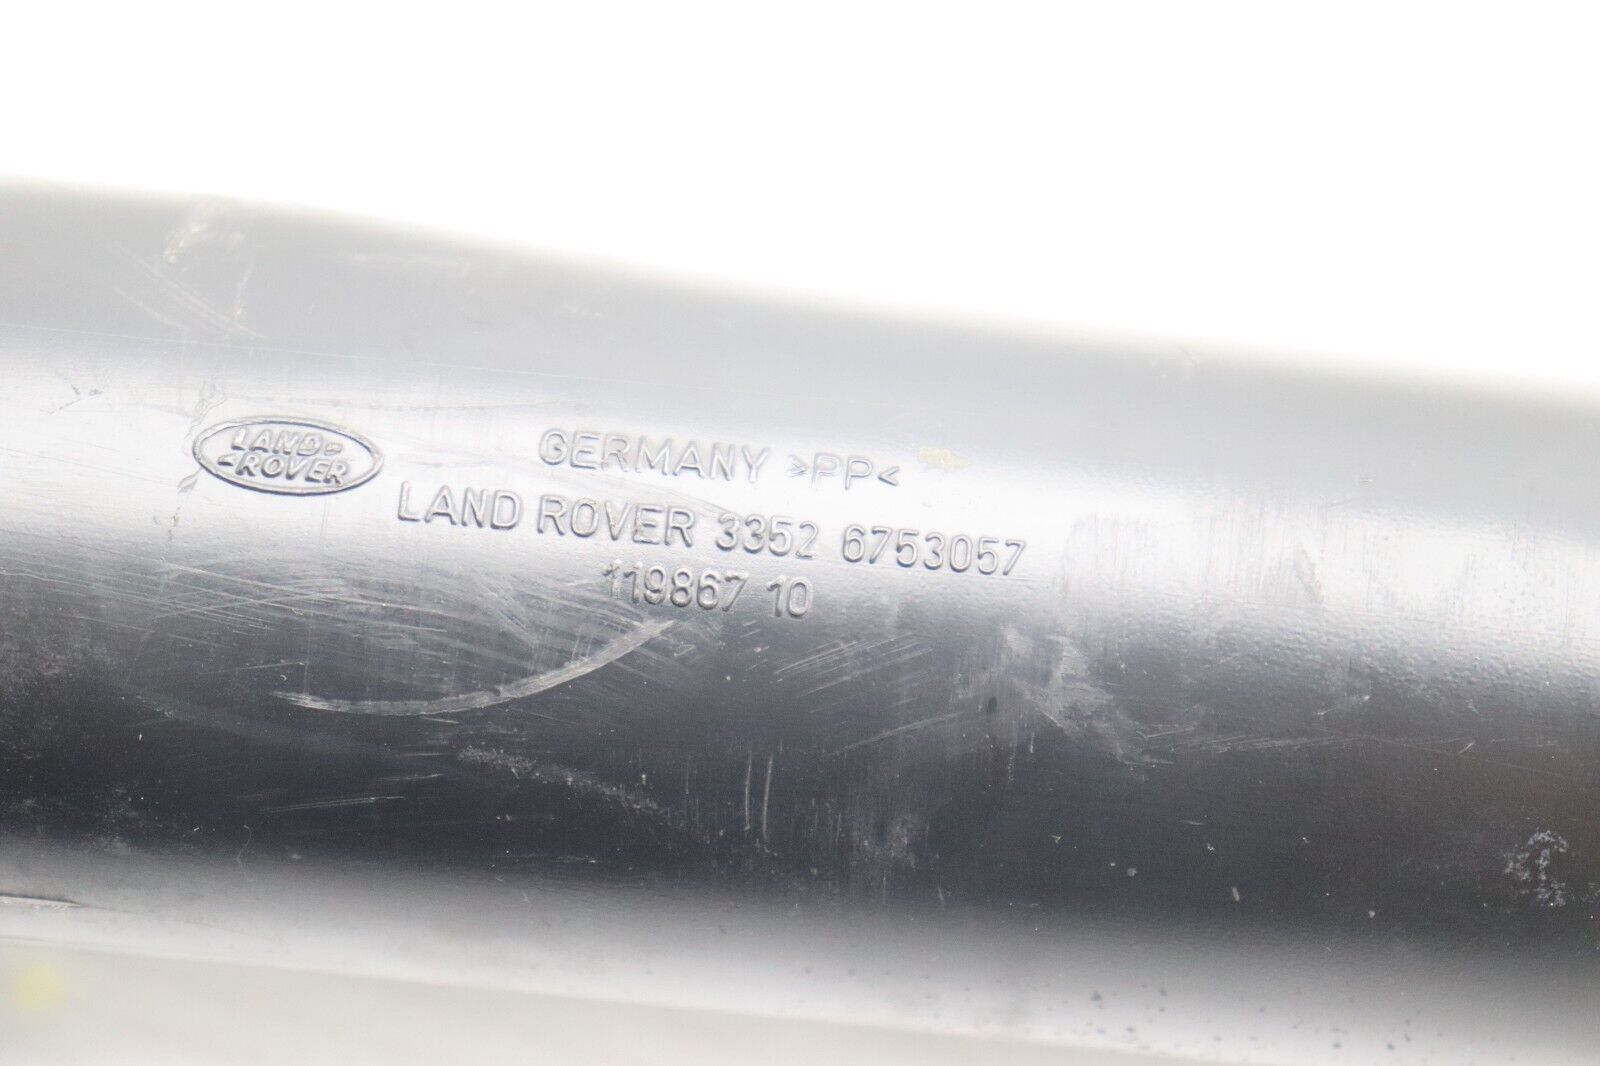 LAND-
-ROVER
GERMANY >PP<
LAND ROVER 3352 6753057
119867 10